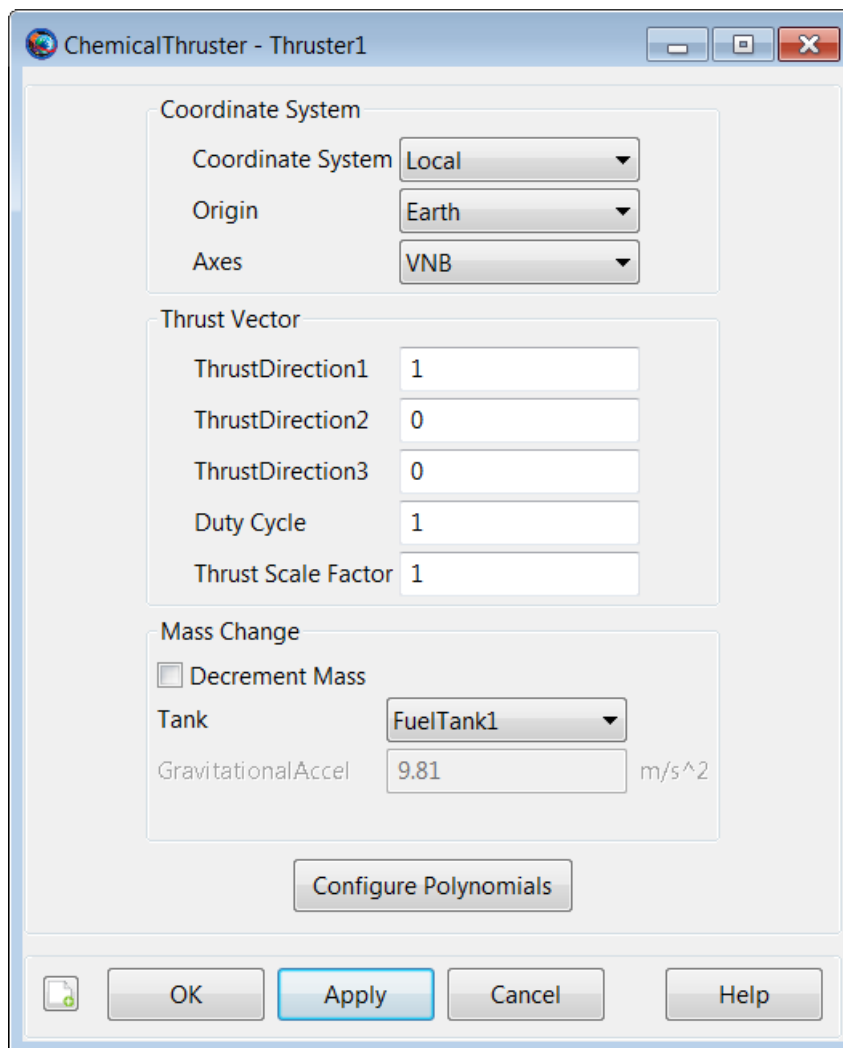 ChemicalThruster - Thruster1
Coordinate System
Coordinate System Local
Origin Earth
Axes VNB
Thrust Vector
ThrustDirection1 1
ThrustDirection2 0
ThrustDirection3 0
Duty Cycle 1
Thrust Scale Factor 1
Mass Change
Decrement Mass
Tank FuelTank1
GravitationalAccel 9.81 m/s^2
Configure Polynomials
OK Apply Cancel Help